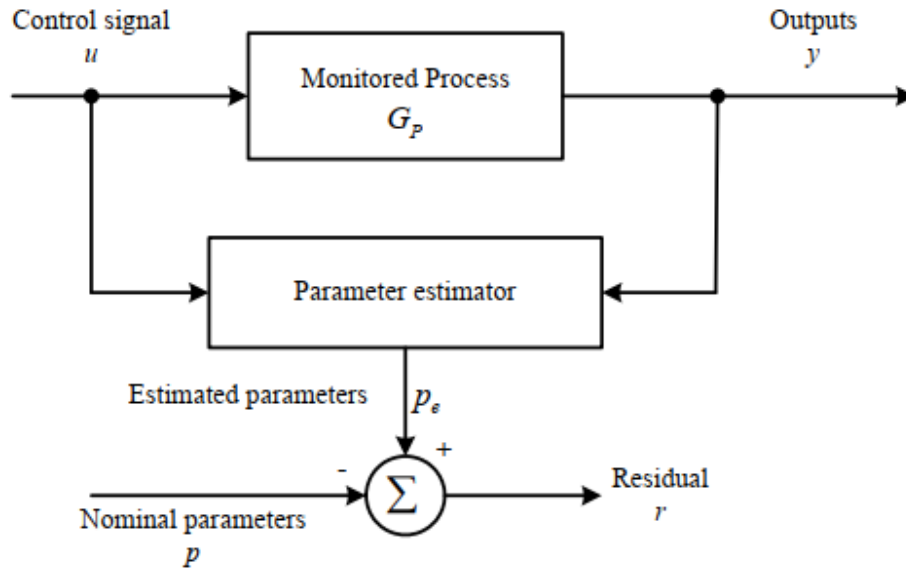 Control signal
u
Outputs
y
Monitored Process
G_P
Parameter estimator
Estimated parameters
p_e
-
+
Σ
Nominal parameters
p
Residual
r